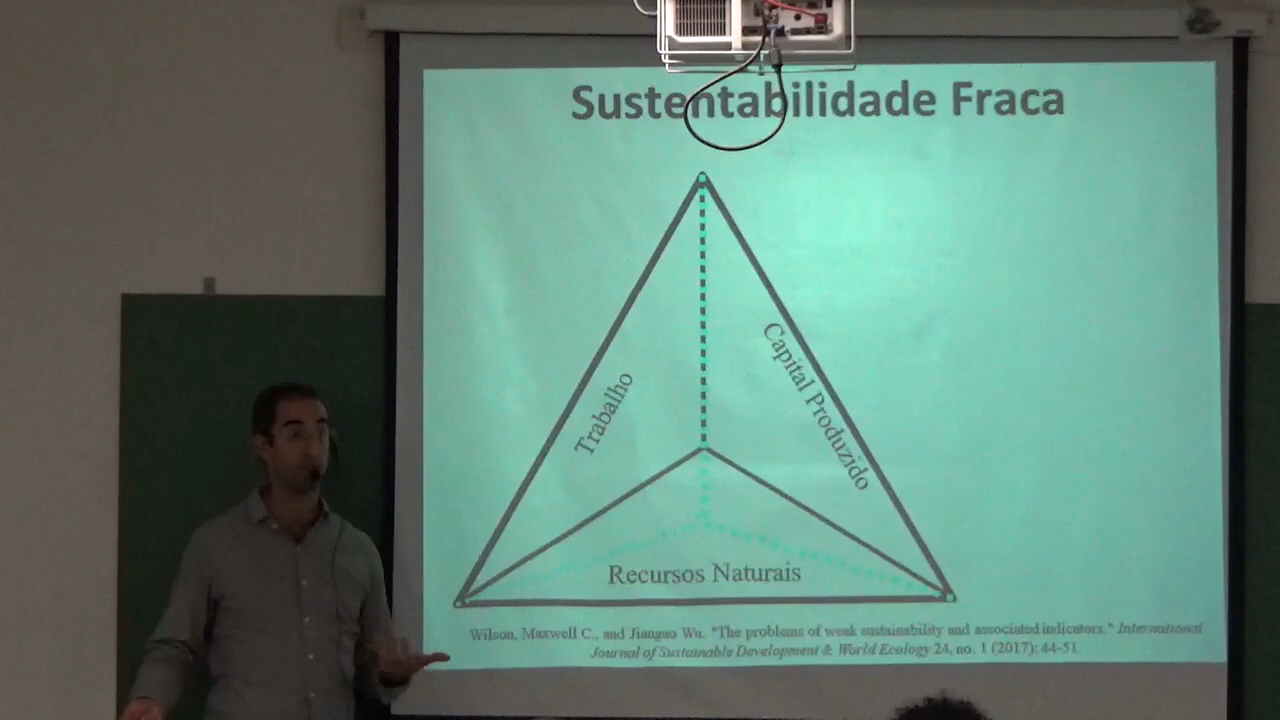 Sustentabilidade Fraca
Trabalho
Capital Produzido
Recursos Naturais
Wilson, Maxwell C., and Jianguo Wu. "The problems of weak sustainability and associated indicators." International
Journal of Sustainable Development & World Ecology 24, no. 1 (2017): 44-51.